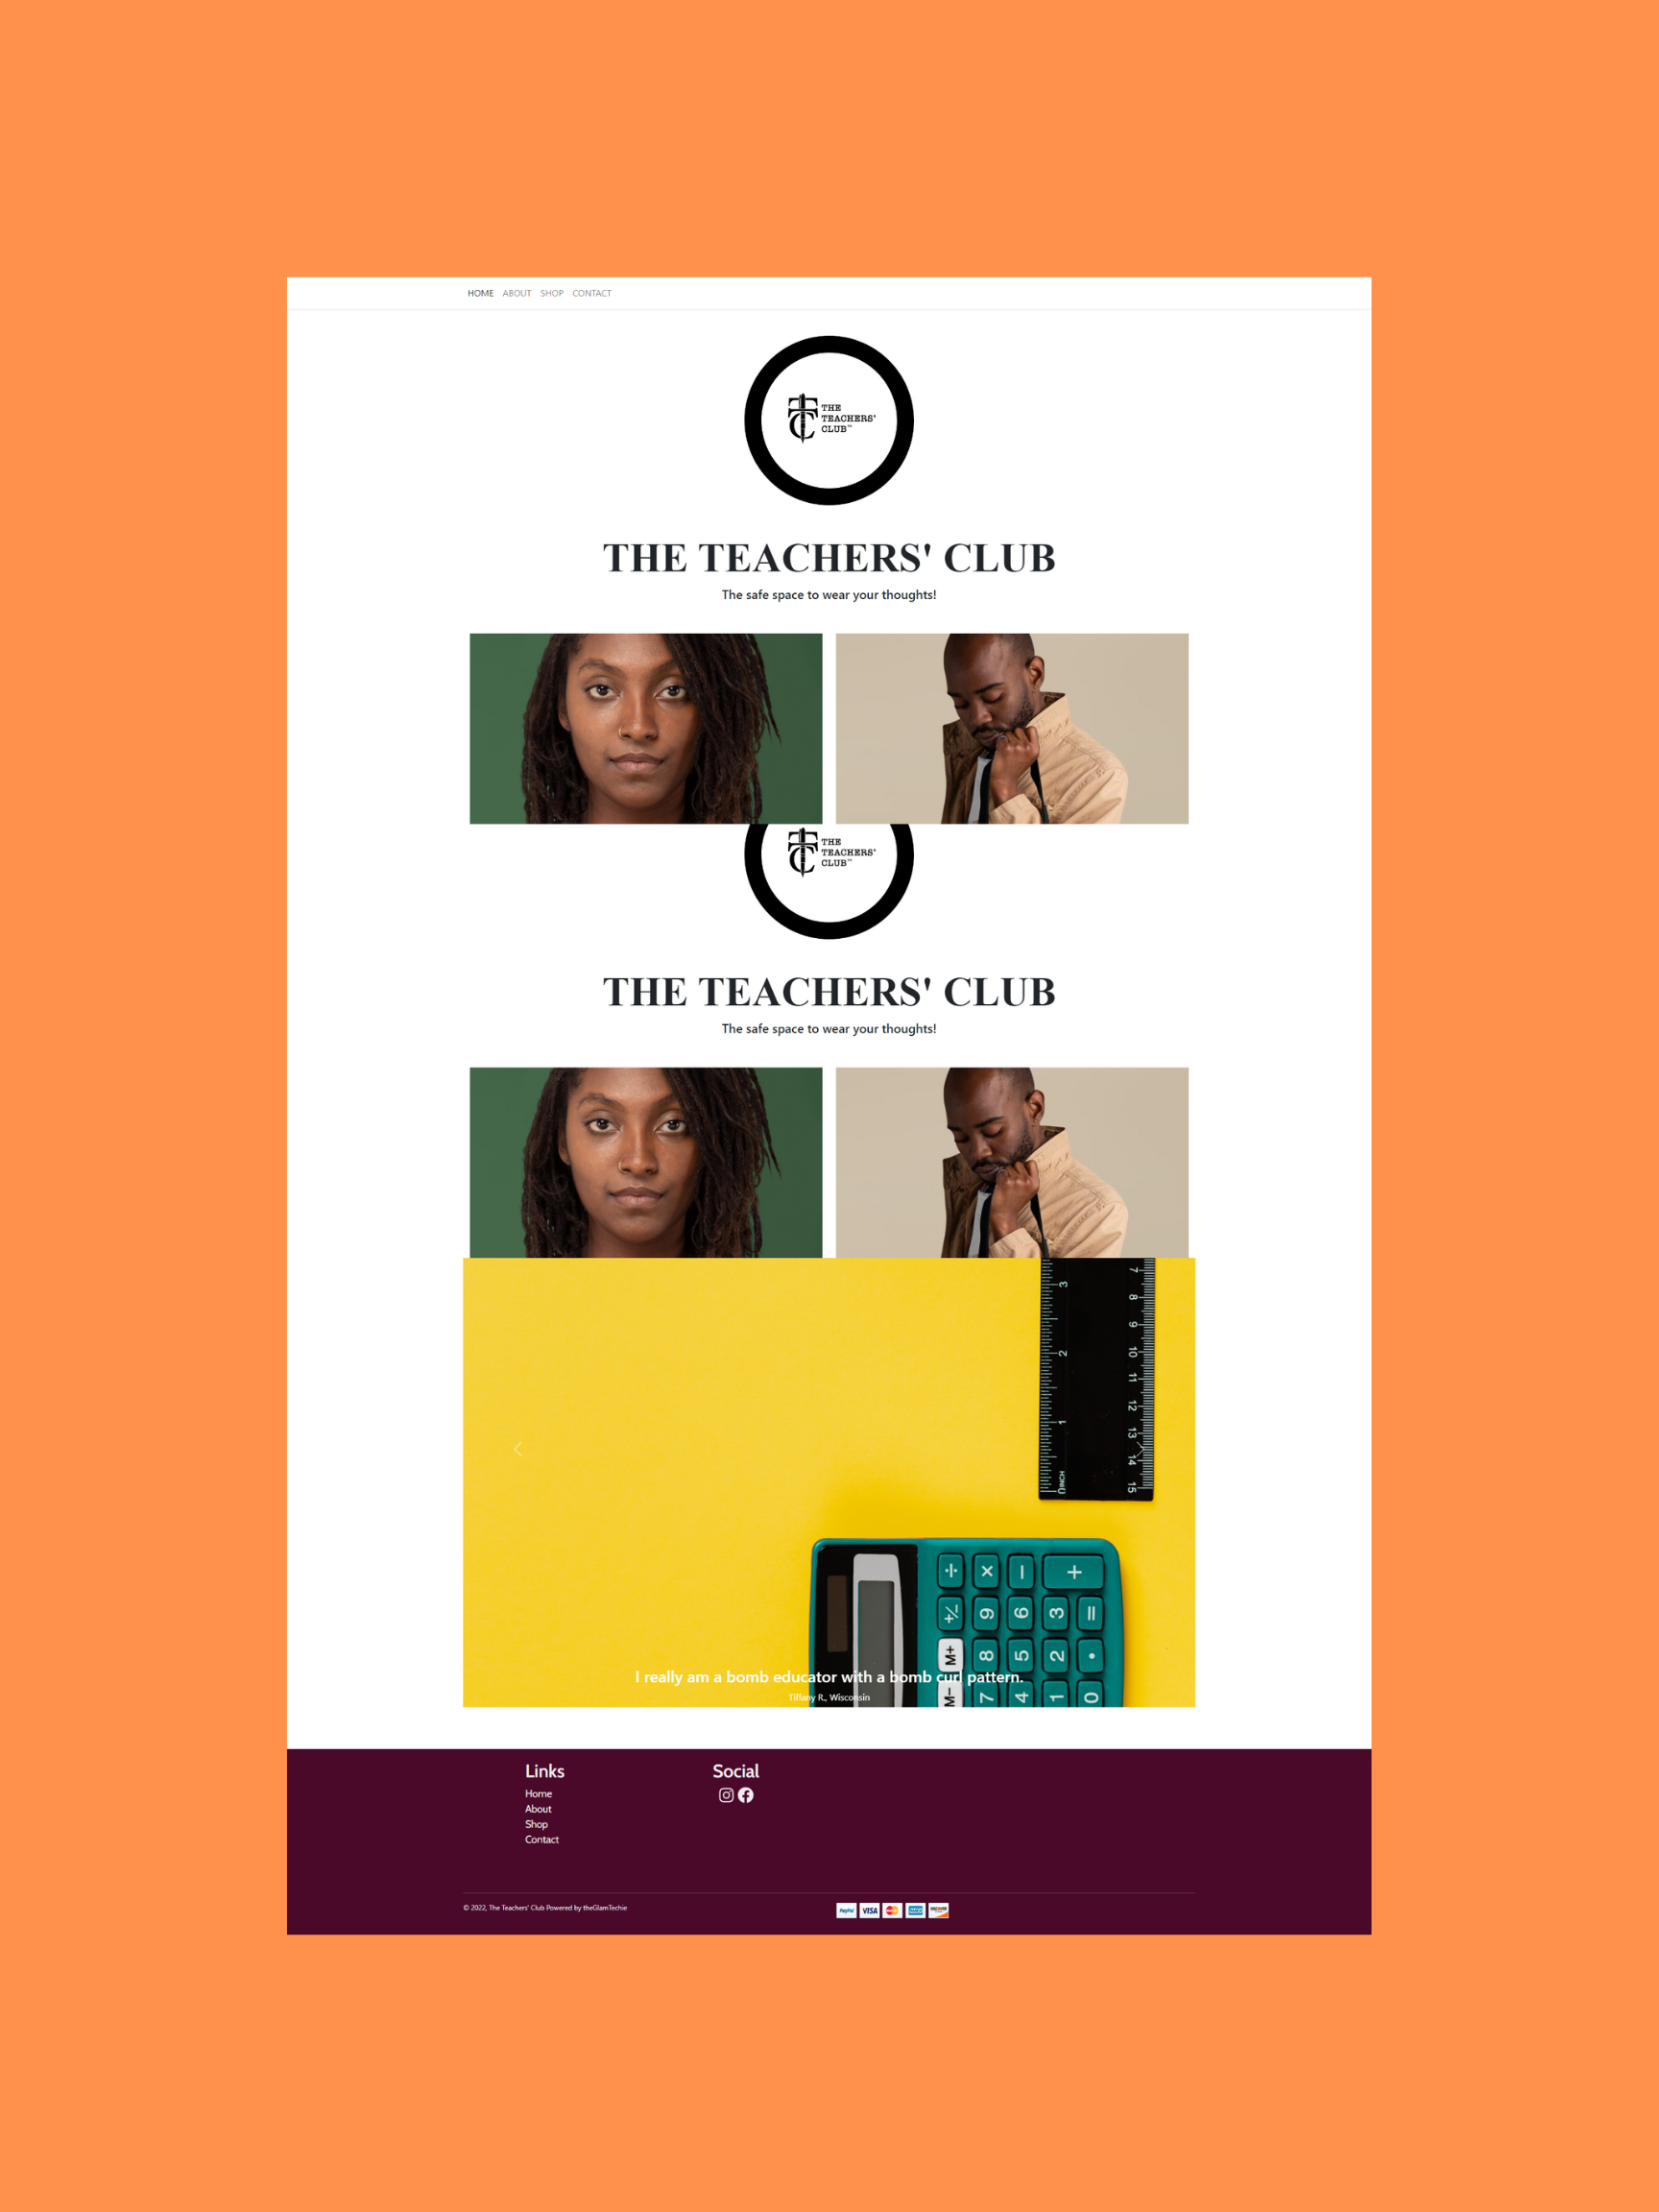 HOME ABOUT SHOP CONTACT
THE
TEACHERS'
CLUB™
THE TEACHERS' CLUB
The safe space to wear your thoughts!
THE
TEACHERS'
CLUB™
THE TEACHERS' CLUB
The safe space to wear your thoughts!
3
2
1
0 INCH
7
8
9
10
11
12
13
14
15
÷ × − +
+/− 9 6 3 =
M+ 8 5 2 •
M− 7 4 1 0
I really am a bomb educator with a bomb curl pattern.
Tiffany R., Wisconsin
Links
Home
About
Shop
Contact
Social
© 2022, The Teachers' Club Powered by theGlamTechie
PayPal VISA